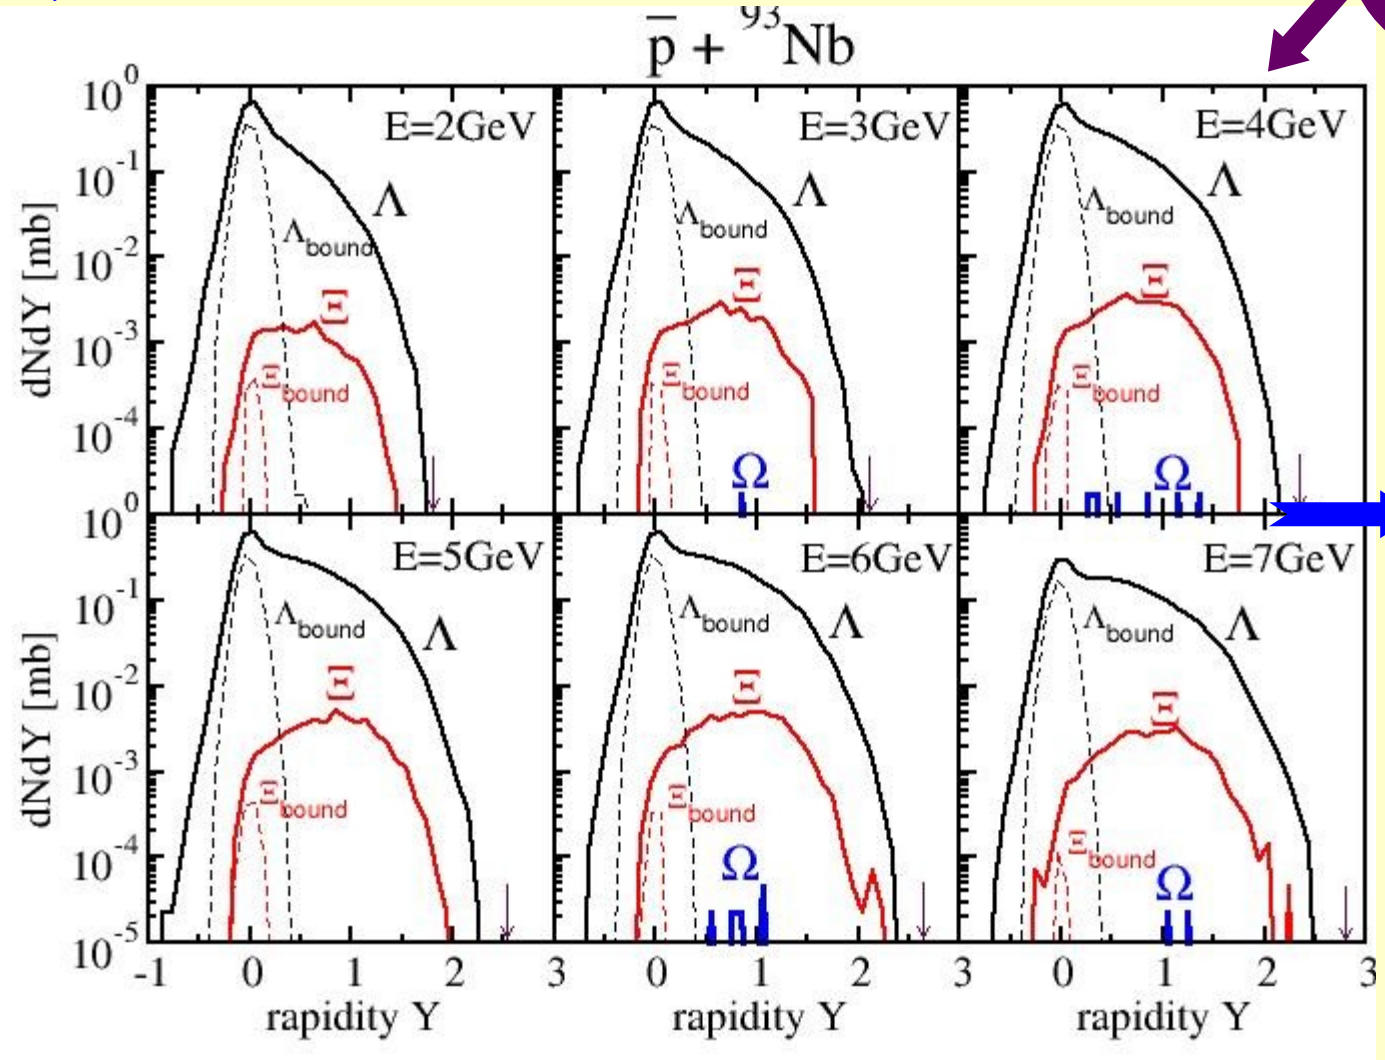 p̅ + ⁹³Nb
10⁰ E=2GeV E=3GeV E=4GeV
10⁻¹ Λ Λ Λ
Λbound Λbound Λbound
10⁻²
Ξ Ξ Ξ
10⁻³
Ξbound Ξbound Ξbound
10⁻⁴
Ω Ω
dNdY [mb]
10⁰ E=5GeV E=6GeV E=7GeV
10⁻¹ Λbound Λ Λbound Λ Λbound Λ
10⁻² Ξ Ξ Ξ
10⁻³
Ξbound Ξbound Ξbound
10⁻⁴ Ω Ω
10⁻⁵
dNdY [mb]
-1 0 1 2 3 0 1 2 3 0 1 2 3
rapidity Y rapidity Y rapidity Y